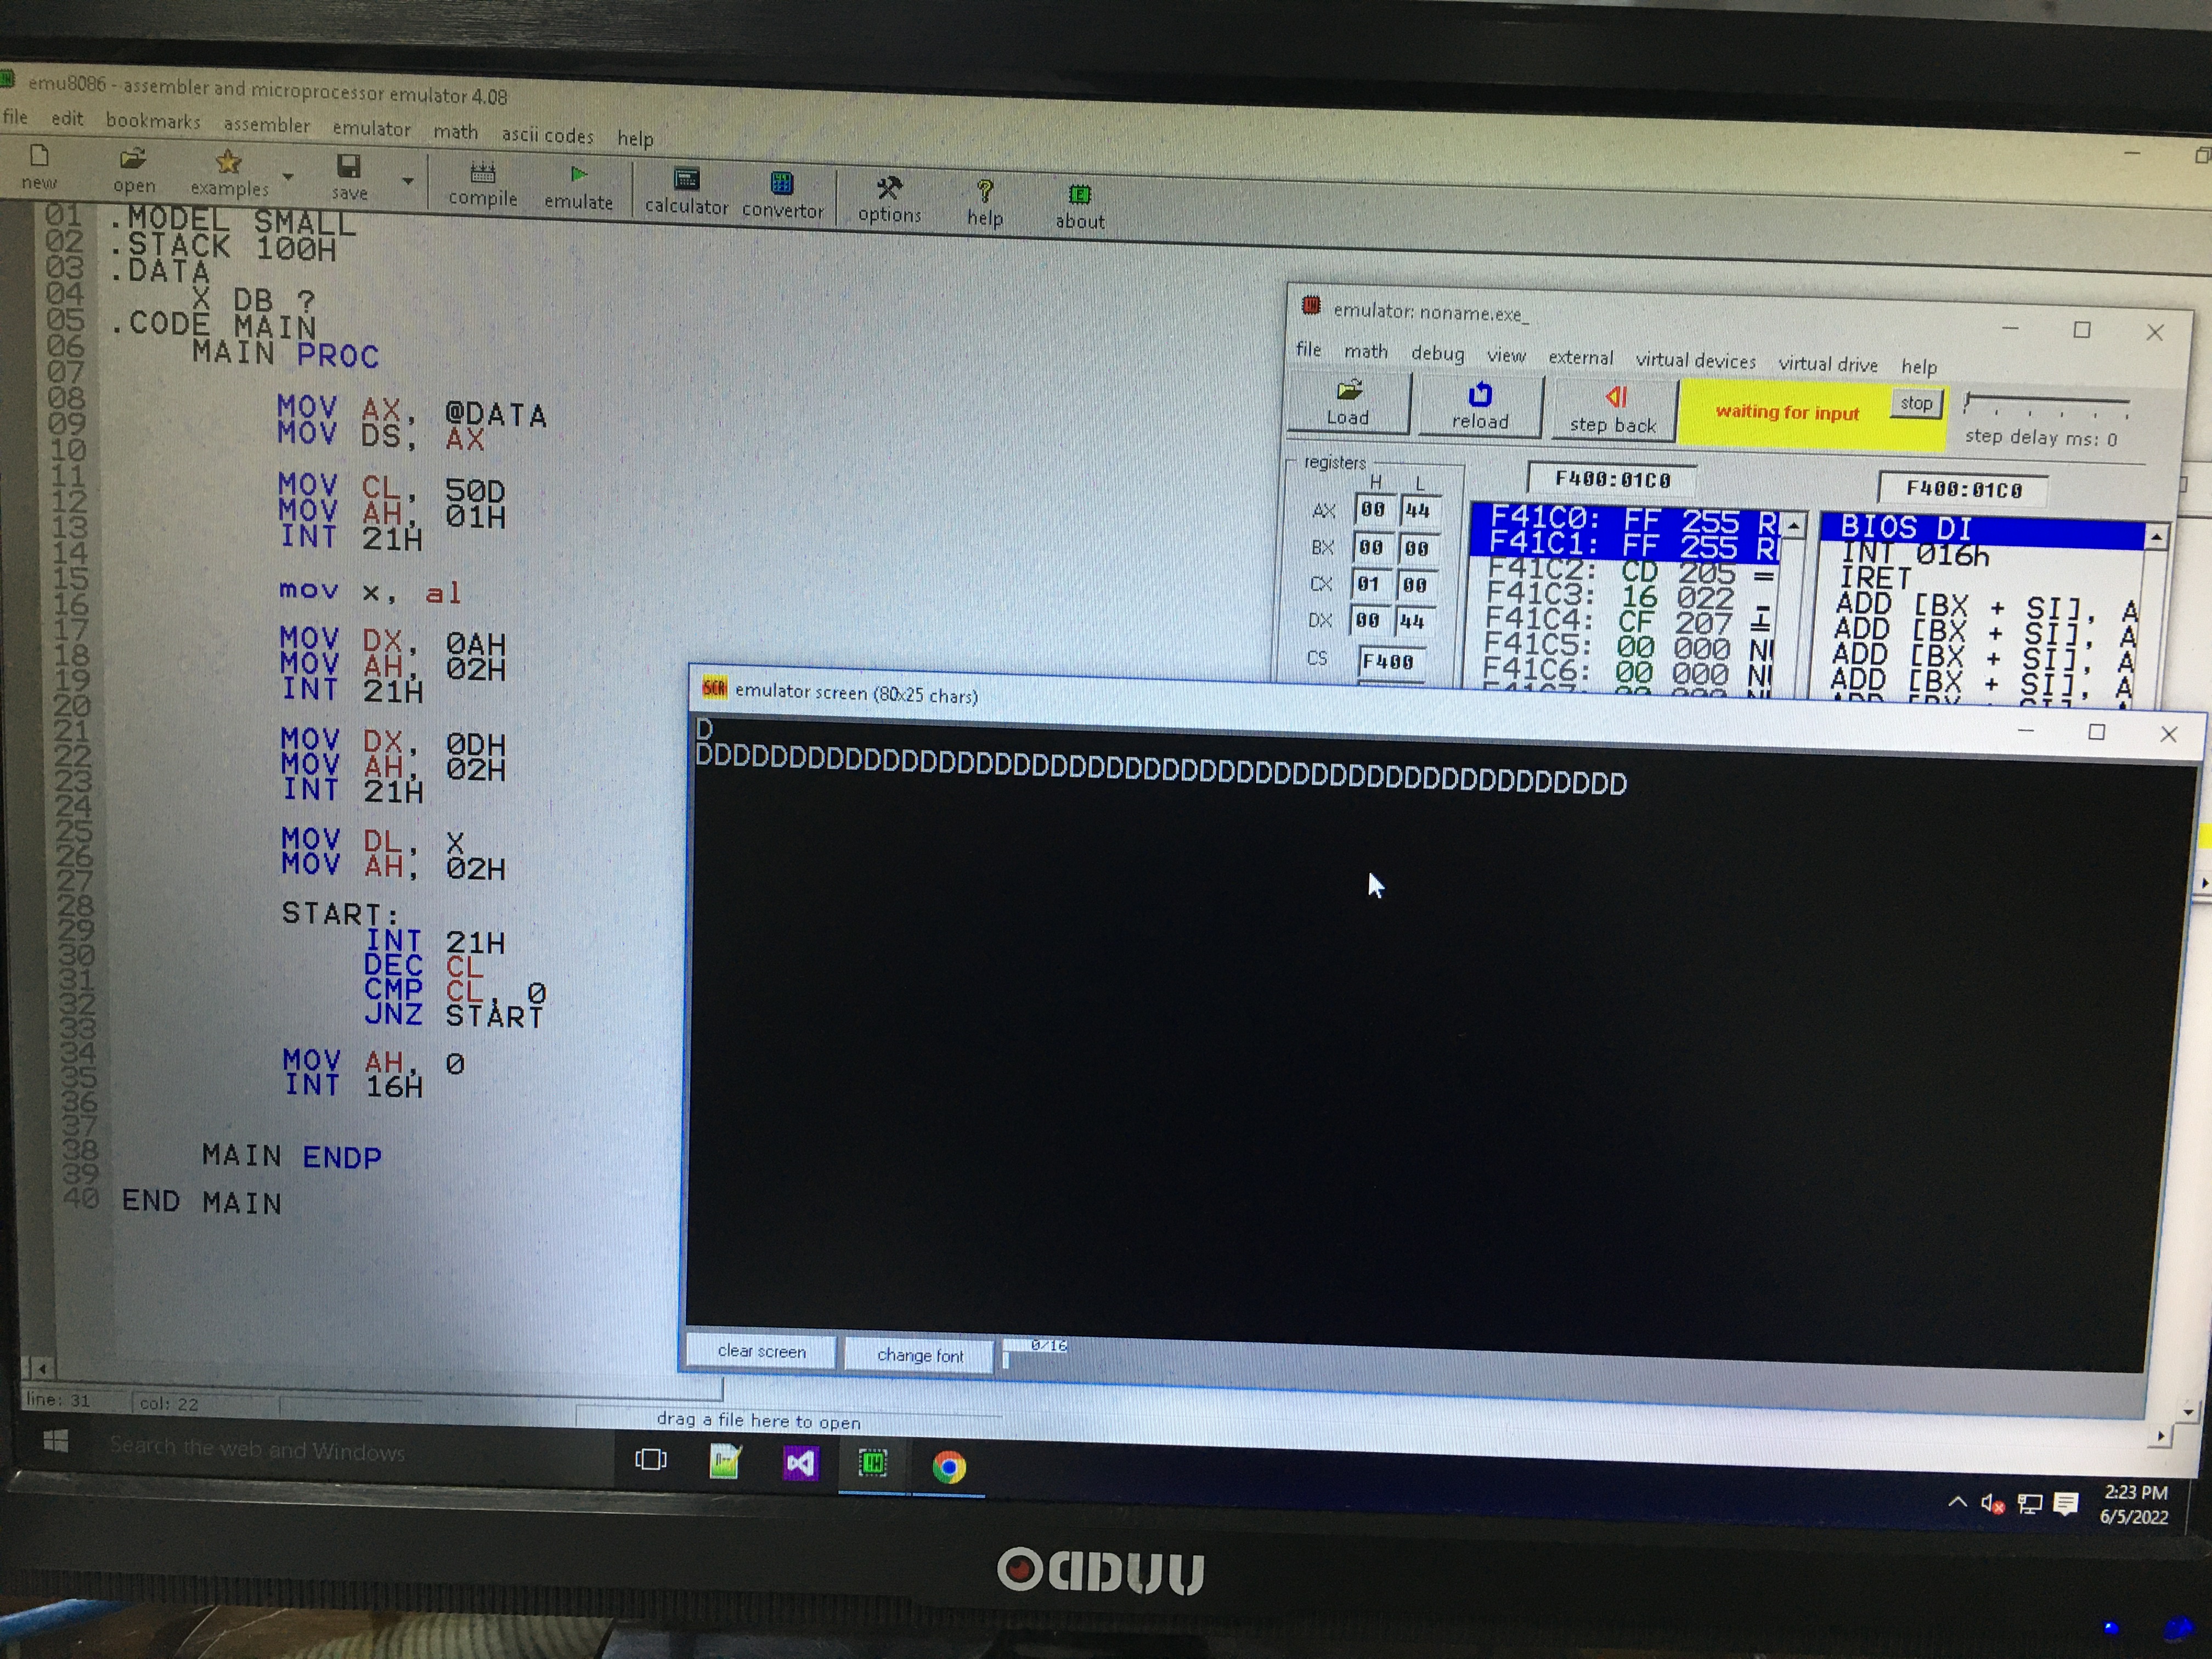 emu8086 - assembler and microprocessor emulator 4.08
file edit bookmarks assembler emulator math ascii codes help
new open examples save compile emulate calculator convertor options help about
01 .MODEL SMALL
02 .STACK 100H
03 .DATA
04 X DB ?
05 .CODE MAIN
06 MAIN PROC
07
08 MOV AX, @DATA
09 MOV DS, AX
10
11 MOV CL, 50D
12 MOV AH, 01H
13 INT 21H
14
15 mov x, al
16
17 MOV DX, 0AH
18 MOV AH, 02H
19 INT 21H
20
21 MOV DX, 0DH
22 MOV AH, 02H
23 INT 21H
24
25 MOV DL, X
26 MOV AH, 02H
27
28 START:
29 INT 21H
30 DEC CL
31 CMP CL, 0
32 JNZ START
33
34 MOV AH, 0
35 INT 16H
36
37
38 MAIN ENDP
39
40 END MAIN
line: 31 col: 22
drag a file here to open
emulator: noname.exe_
file math debug view external virtual devices virtual drive help
Load reload step back waiting for input stop step delay ms: 0
registers F400:01C0 F400:01C0
H L
AX 00 44
BX 00 00
CX 01 00
DX 00 44
CS F400
F41C0: FF 255 R
F41C1: FF 255 R
F41C2: CD 205 =
F41C3: 16 022 -
F41C4: CF 207 ╧
F41C5: 00 000 N
F41C6: 00 000 N
BIOS DI
INT 016h
IRET
ADD [BX + SI], A
ADD [BX + SI], A
ADD [BX + SI], A
ADD [BX + SI], A
SCR emulator screen (80x25 chars)
D
DDDDDDDDDDDDDDDDDDDDDDDDDDDDDDDDDDDDDDDDDDDDDDDDDD
clear screen change font 0/16
Search the web and Windows
2:23 PM
6/5/2022